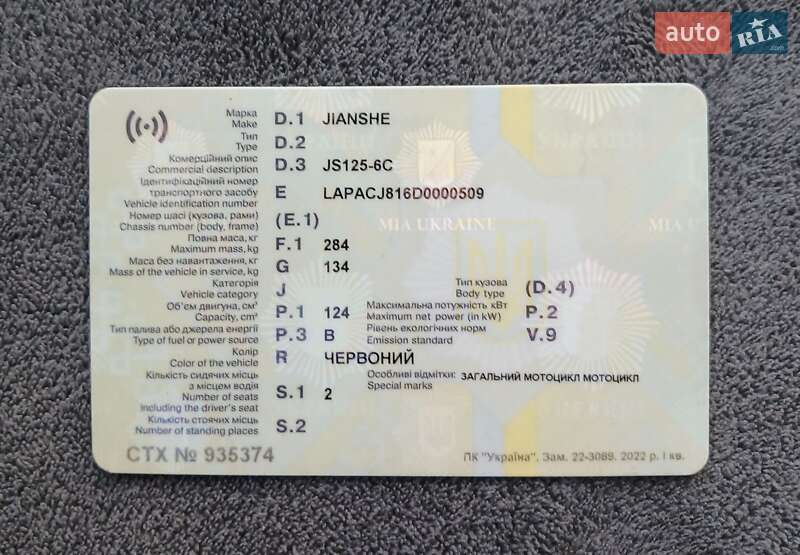 auto RIA
.com
Марка
Make D.1 JIANSHE
Тип
Type D.2
Комерційний опис
Commercial description D.3 JS125-6C
Ідентифікаційний номер
транспортного засобу
Vehicle identification number E LAPACJ816D0000509
Номер шасі (кузова, рами)
Chassis number (body, frame) (E.1)
MIA UKRAINE
Повна маса, кг
Maximum mass, kg F.1 284
Маса без навантаження, кг
Mass of the vehicle in service, kg G 134
Категорія
Vehicle category J
Тип кузова
Body type (D.4)
Об'єм двигуна, см³
Capacity, cm³ P.1 124
Максимальна потужність кВт
Maximum net power (in kW) P.2
Тип палива або джерела енергії
Type of fuel or power source P.3 B
Рівень екологічних норм
Emission standard V.9
Колір
Color of the vehicle R ЧЕРВОНИЙ
Кількість сидячих місць
з місцем водія
Number of seats
including the driver's seat S.1 2
Особливі відмітки:
Special marks ЗАГАЛЬНИЙ МОТОЦИКЛ МОТОЦИКЛ
Кількість стоячих місць
Number of standing places S.2
СТХ № 935374
ПК "Україна", Зам. 22-3089, 2022 р. І кв.